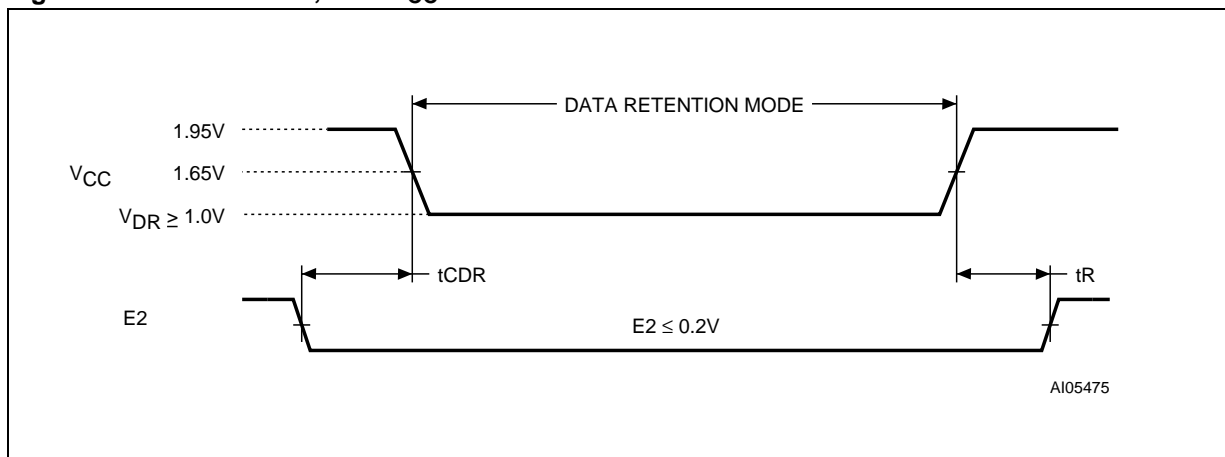 DATA RETENTION MODE
1.95V
VCC 1.65V
VDR ≥ 1.0V
tCDR tR
E2 E2 ≤ 0.2V
AI05475